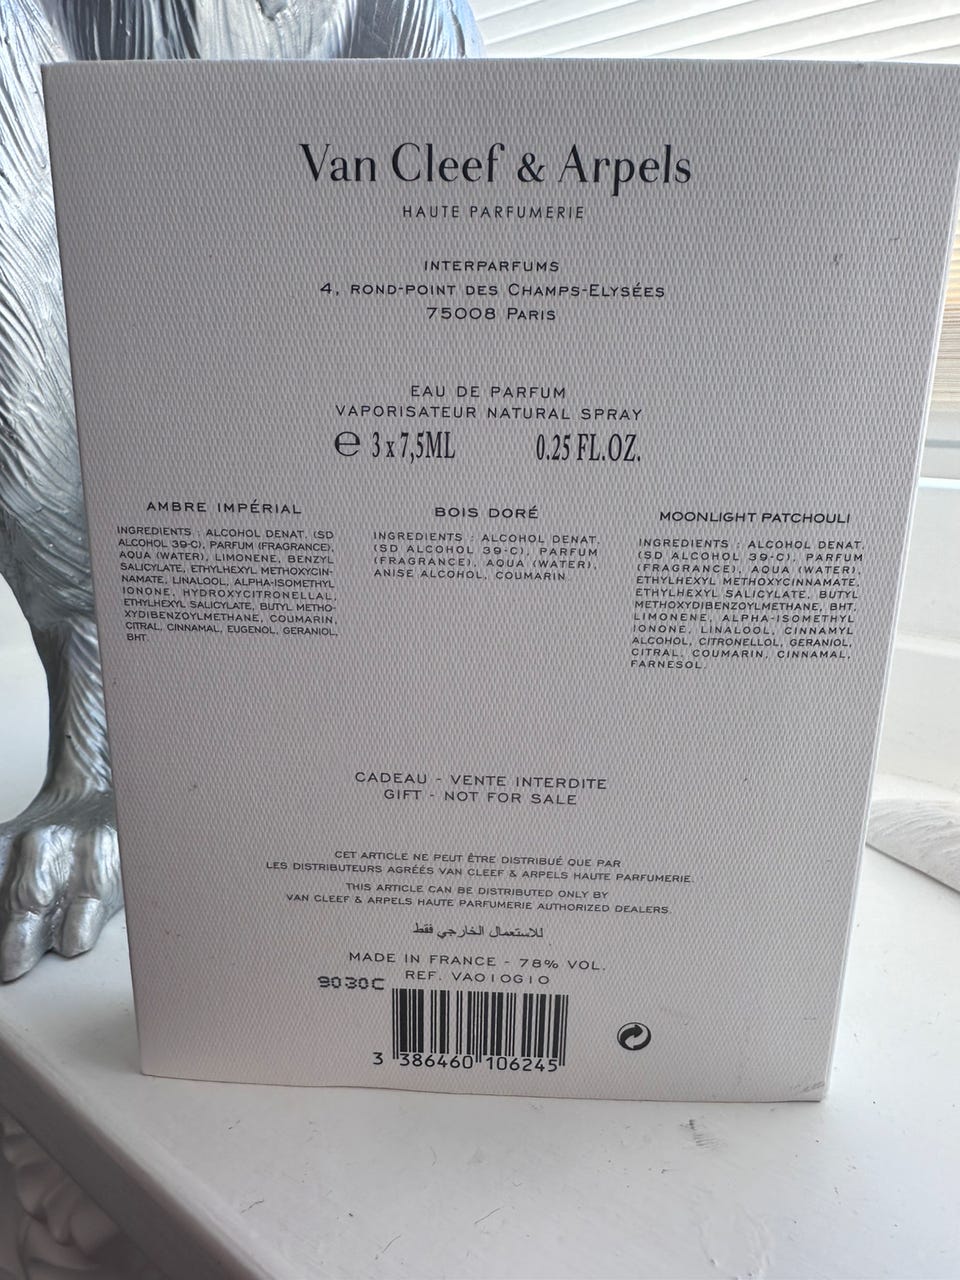 Van Cleef & Arpels
HAUTE PARFUMERIE
INTERPARFUMS
4, ROND-POINT DES CHAMPS-ELYSÉES
75008 PARIS
EAU DE PARFUM
VAPORISATEUR NATURAL SPRAY
℮ 3 x 7,5ML 0.25 FL.OZ.
AMBRE IMPÉRIAL
INGREDIENTS : ALCOHOL DENAT. (SD
ALCOHOL 39-C), PARFUM (FRAGRANCE),
AQUA (WATER), LIMONENE, BENZYL
SALICYLATE, ETHYLHEXYL METHOXYCIN-
NAMATE, LINALOOL, ALPHA-ISOMETHYL
IONONE, HYDROXYCITRONELLAL,
ETHYLHEXYL SALICYLATE, BUTYL METHO-
XYDIBENZOYLMETHANE, COUMARIN,
CITRAL, CINNAMAL, EUGENOL, GERANIOL,
BHT.
BOIS DORÉ
INGREDIENTS : ALCOHOL DENAT.
(SD ALCOHOL 39-C), PARFUM
(FRAGRANCE), AQUA (WATER),
ANISE ALCOHOL, COUMARIN.
MOONLIGHT PATCHOULI
INGREDIENTS : ALCOHOL DENAT.
(SD ALCOHOL 39-C), PARFUM
(FRAGRANCE), AQUA (WATER),
ETHYLHEXYL METHOXYCINNAMATE,
ETHYLHEXYL SALICYLATE, BUTYL
METHOXYDIBENZOYLMETHANE, BHT,
LIMONENE, ALPHA-ISOMETHYL
IONONE, LINALOOL, CINNAMYL
ALCOHOL, CITRONELLOL, GERANIOL,
CITRAL, COUMARIN, CINNAMAL,
FARNESOL.
CADEAU - VENTE INTERDITE
GIFT - NOT FOR SALE
CET ARTICLE NE PEUT ÊTRE DISTRIBUÉ QUE PAR
LES DISTRIBUTEURS AGRÉÉS VAN CLEEF & ARPELS HAUTE PARFUMERIE.
THIS ARTICLE CAN BE DISTRIBUTED ONLY BY
VAN CLEEF & ARPELS HAUTE PARFUMERIE AUTHORIZED DEALERS.
للاستعمال الخارجي فقط
MADE IN FRANCE - 78% VOL.
REF. VA010G10
9030C
3 386460 106245